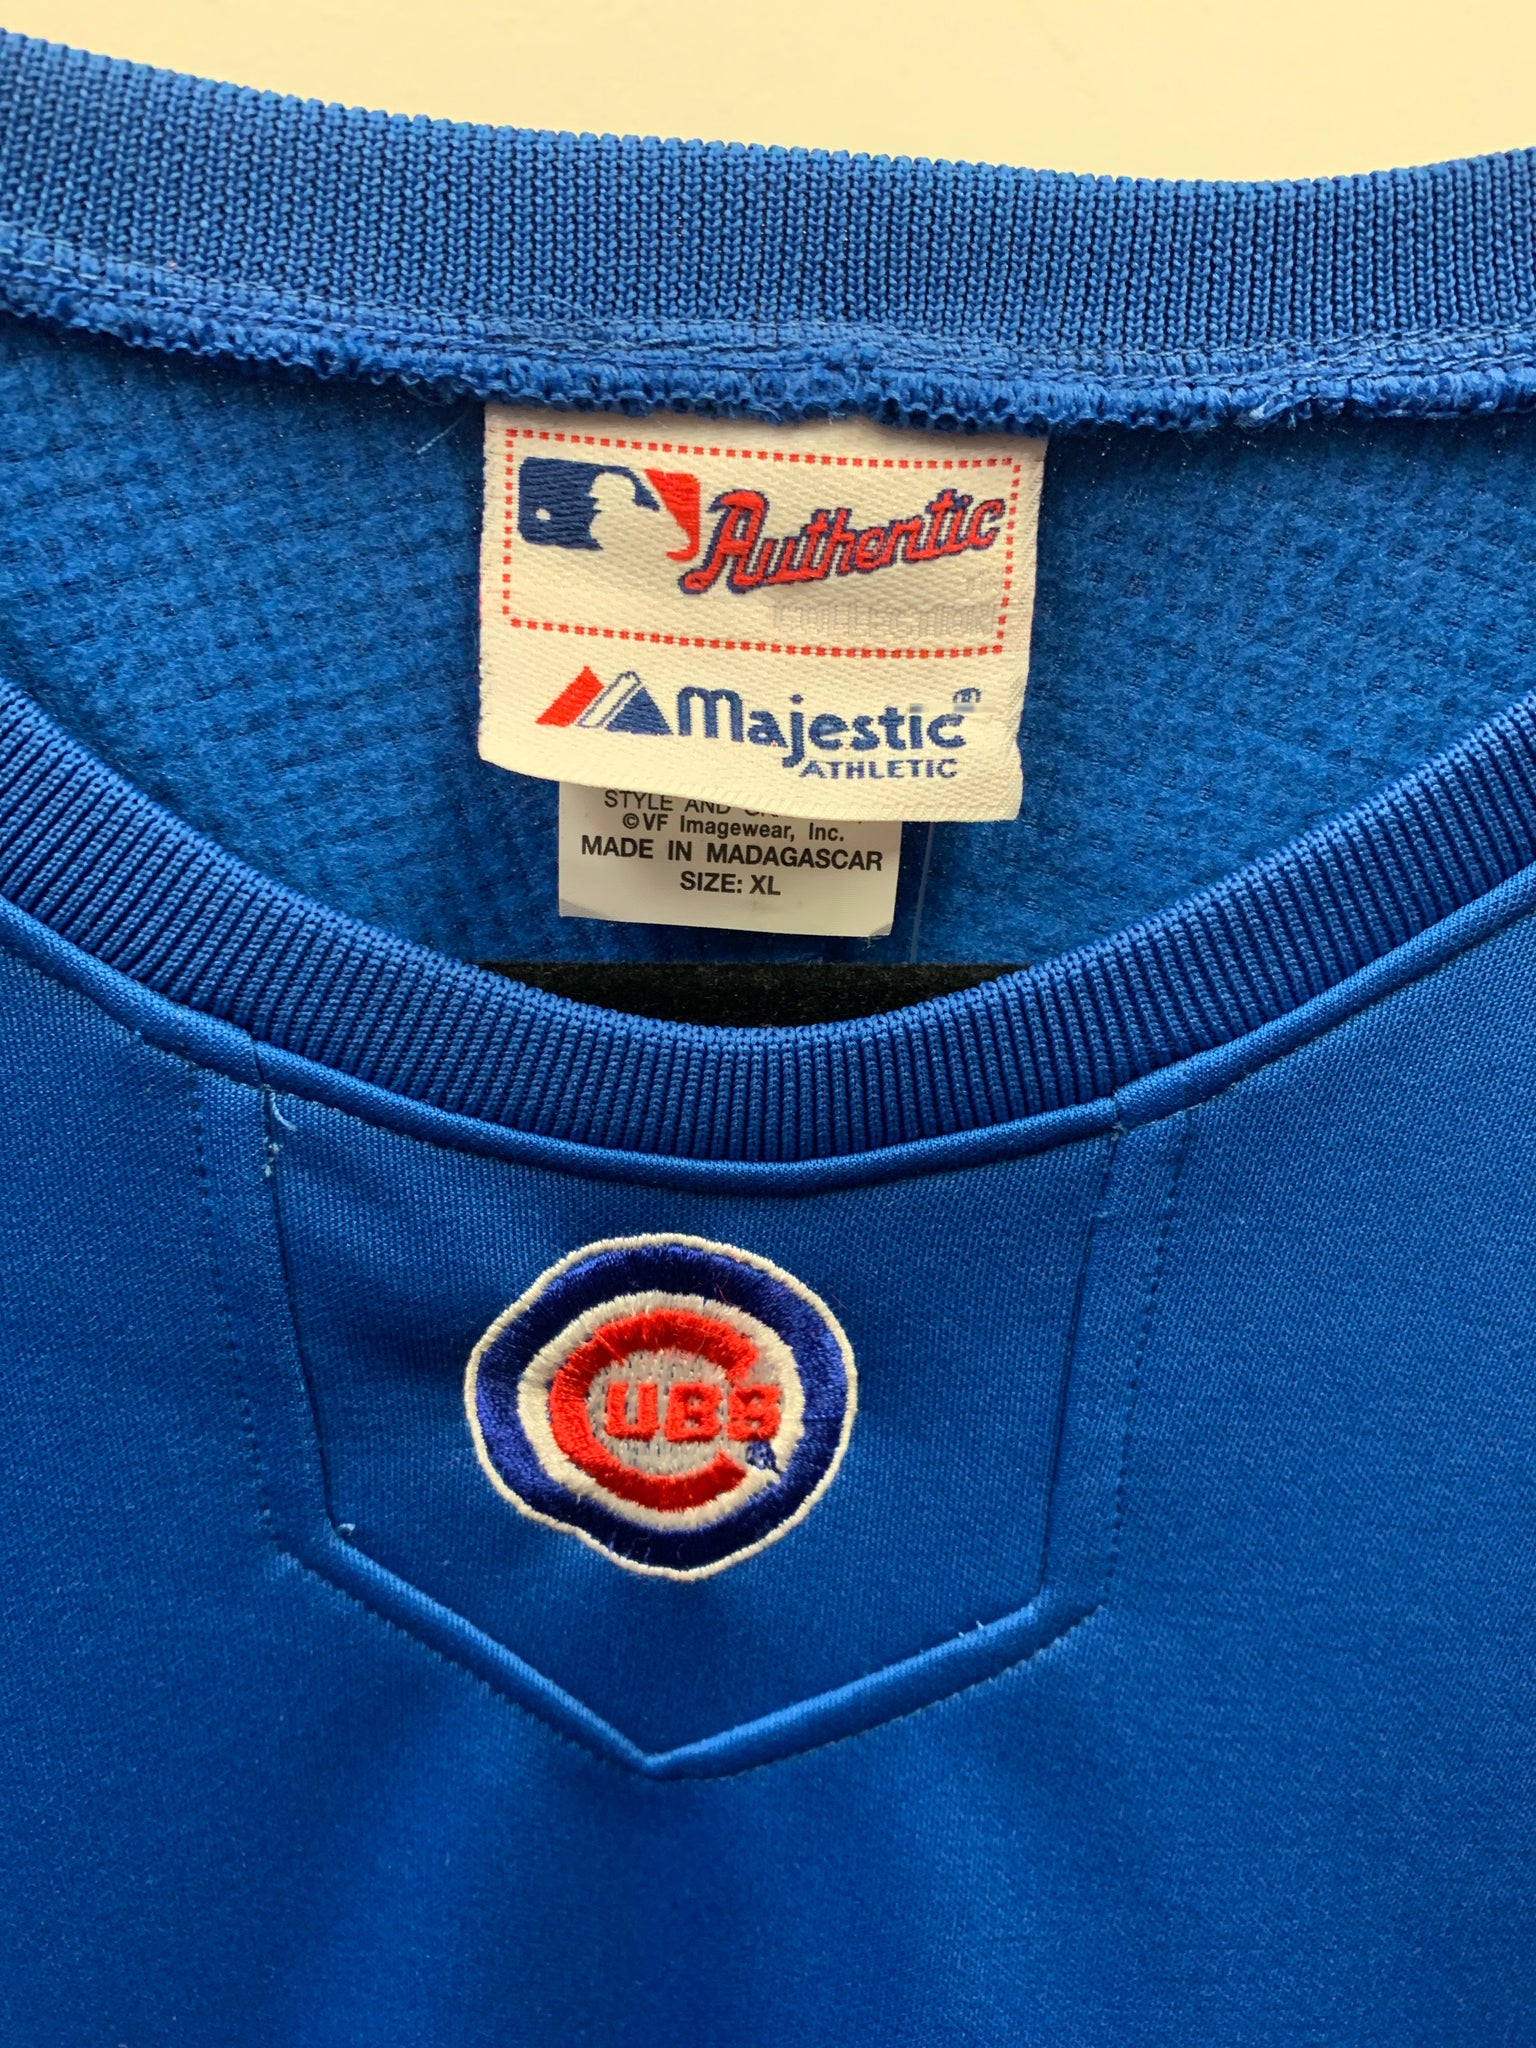 Authentic
COLLECTION
Majestic®
ATHLETIC
STYLE AND
©VF Imagewear, Inc.
MADE IN MADAGASCAR
SIZE: XL
CUBS